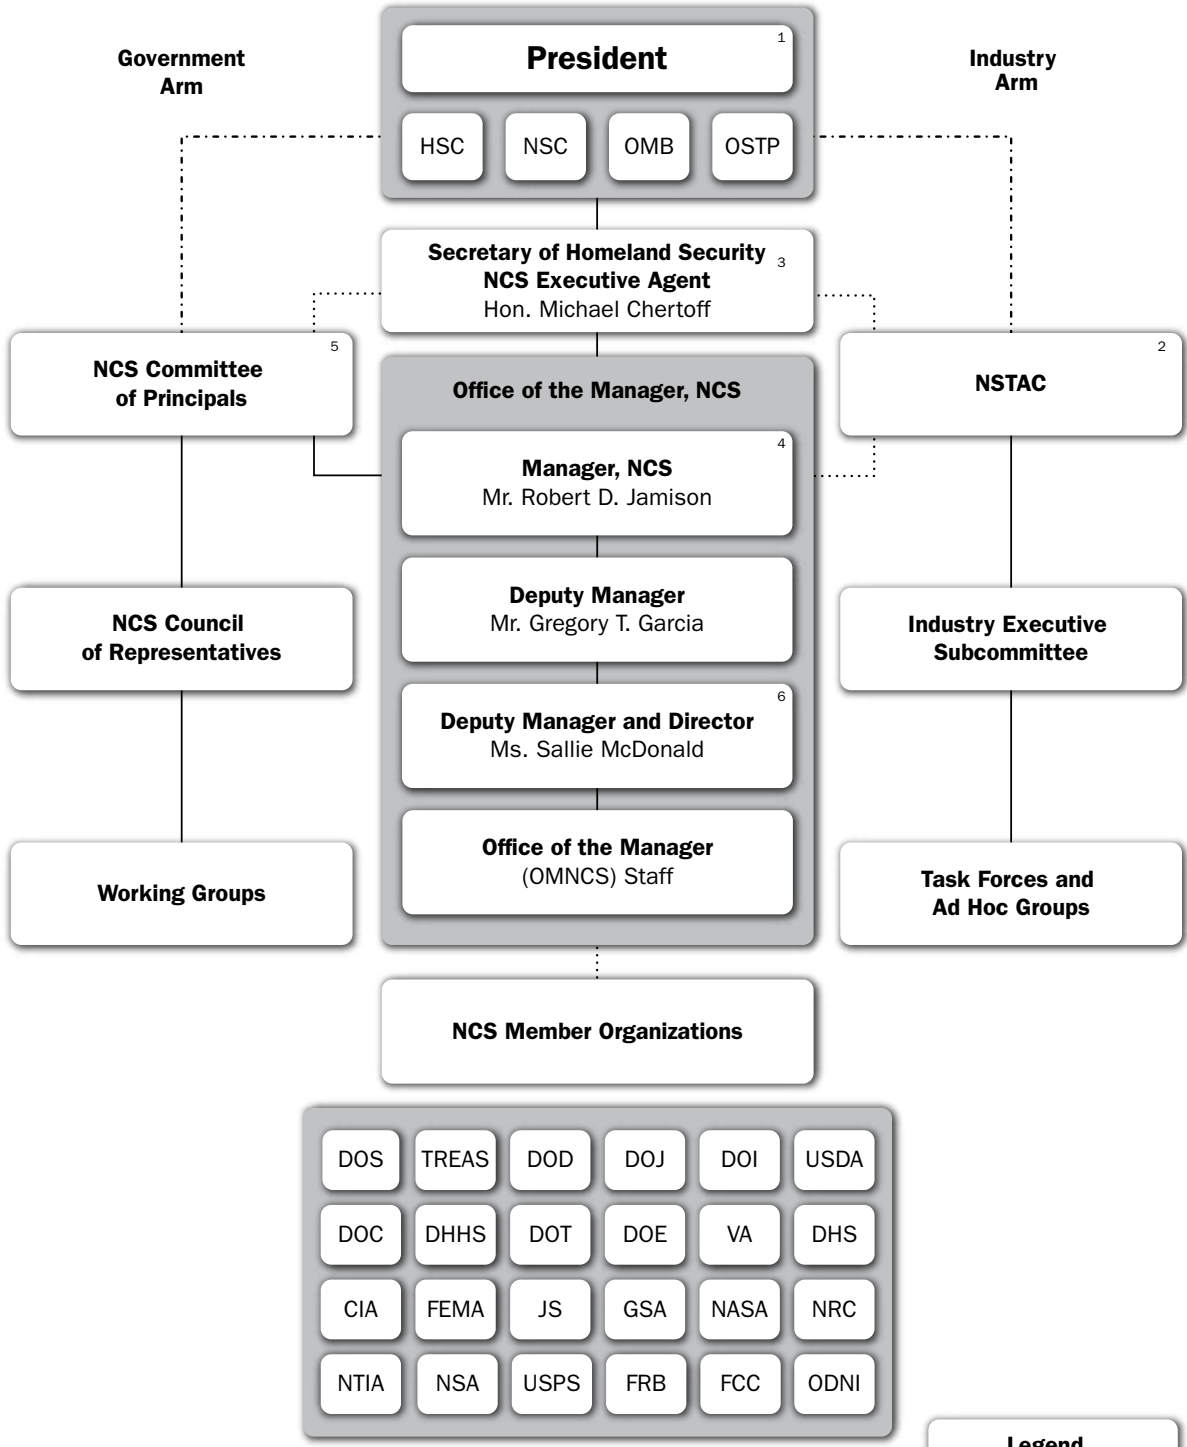 Government
Arm
1
President
Industry
Arm
HSC
NSC
OMB
OSTP
Secretary of Homeland Security
3
NCS Executive Agent
Hon. Michael Chertoff
5
NCS Committee
of Principals
2
NSTAC
Office of the Manager, NCS
4
Manager, NCS
Mr. Robert D. Jamison
Deputy Manager
Mr. Gregory T. Garcia
NCS Council
of Representatives
Industry Executive
Subcommittee
6
Deputy Manager and Director
Ms. Sallie McDonald
Office of the Manager
(OMNCS) Staff
Working Groups
Task Forces and
Ad Hoc Groups
NCS Member Organizations
DOS
TREAS
DOD
DOJ
DOI
USDA
DOC
DHHS
DOT
DOE
VA
DHS
CIA
FEMA
JS
GSA
NASA
NRC
NTIA
NSA
USPS
FRB
FCC
ODNI
Legend